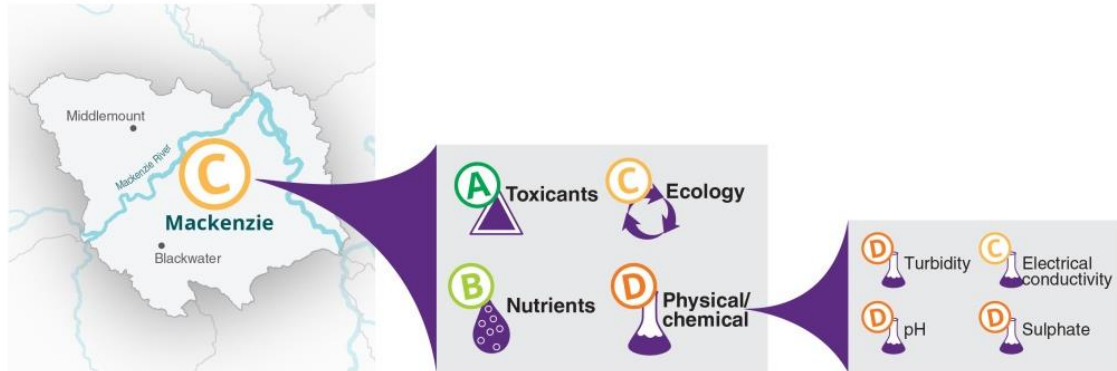 Middlemount
Mackenzie River
C
Mackenzie
Blackwater
A
Toxicants
C
Ecology
B
Nutrients
D
Physical/
chemical
D
Turbidity
C
Electrical
conductivity
D
pH
D
Sulphate